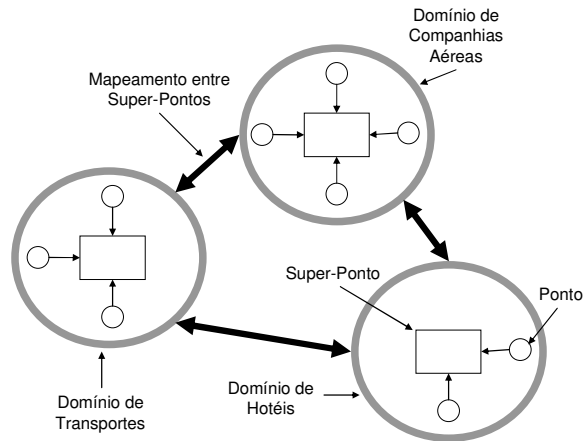 Domínio de
Companhias
Aéreas
Mapeamento entre
Super-Pontos
Super-Ponto
Ponto
Domínio de
Transportes
Domínio de
Hotéis